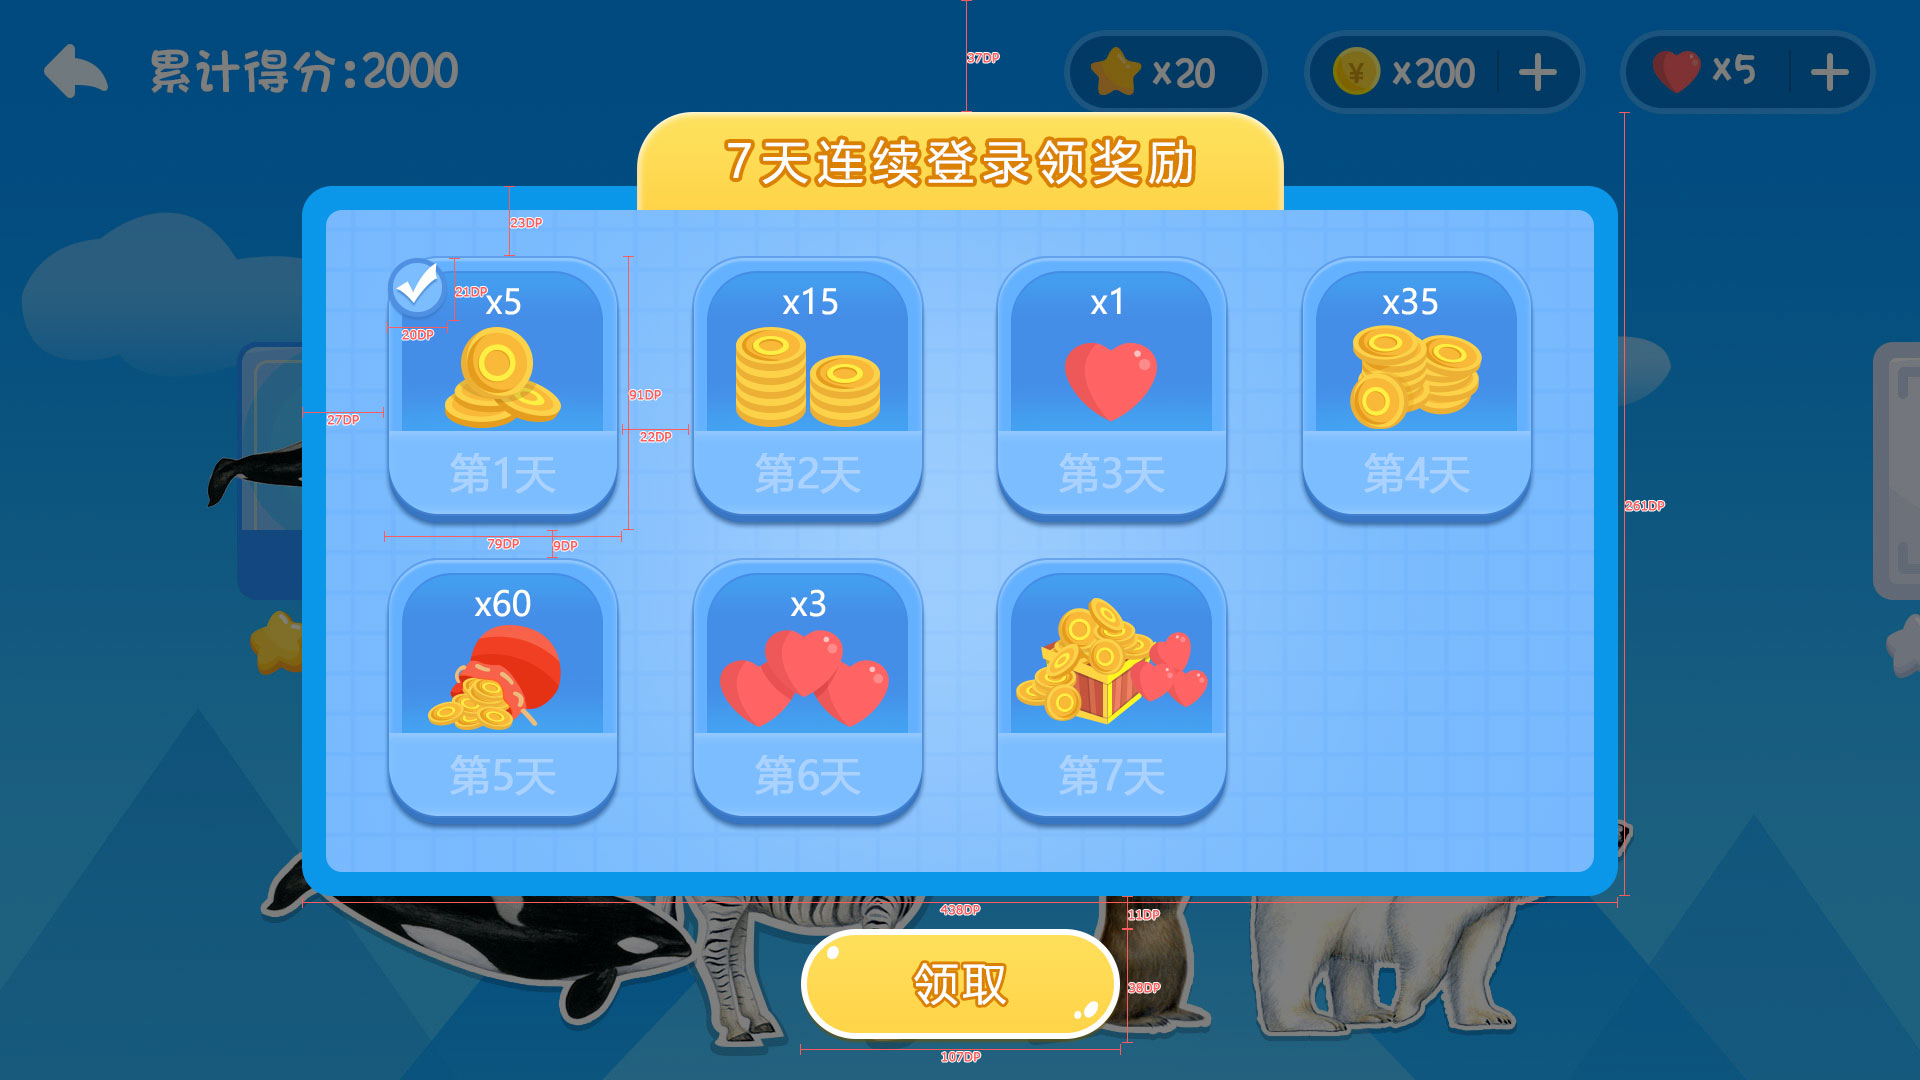 累计得分:2000
x20
¥
x200
x5
37DP
7天连续登录领奖励
23DP
21DP
20DP
x5
x15
x1
x35
27DP
91DP
22DP
第1天
第2天
第3天
第4天
261DP
79DP
9DP
x60
x3
第5天
第6天
第7天
438DP
11DP
领取
38DP
107DP